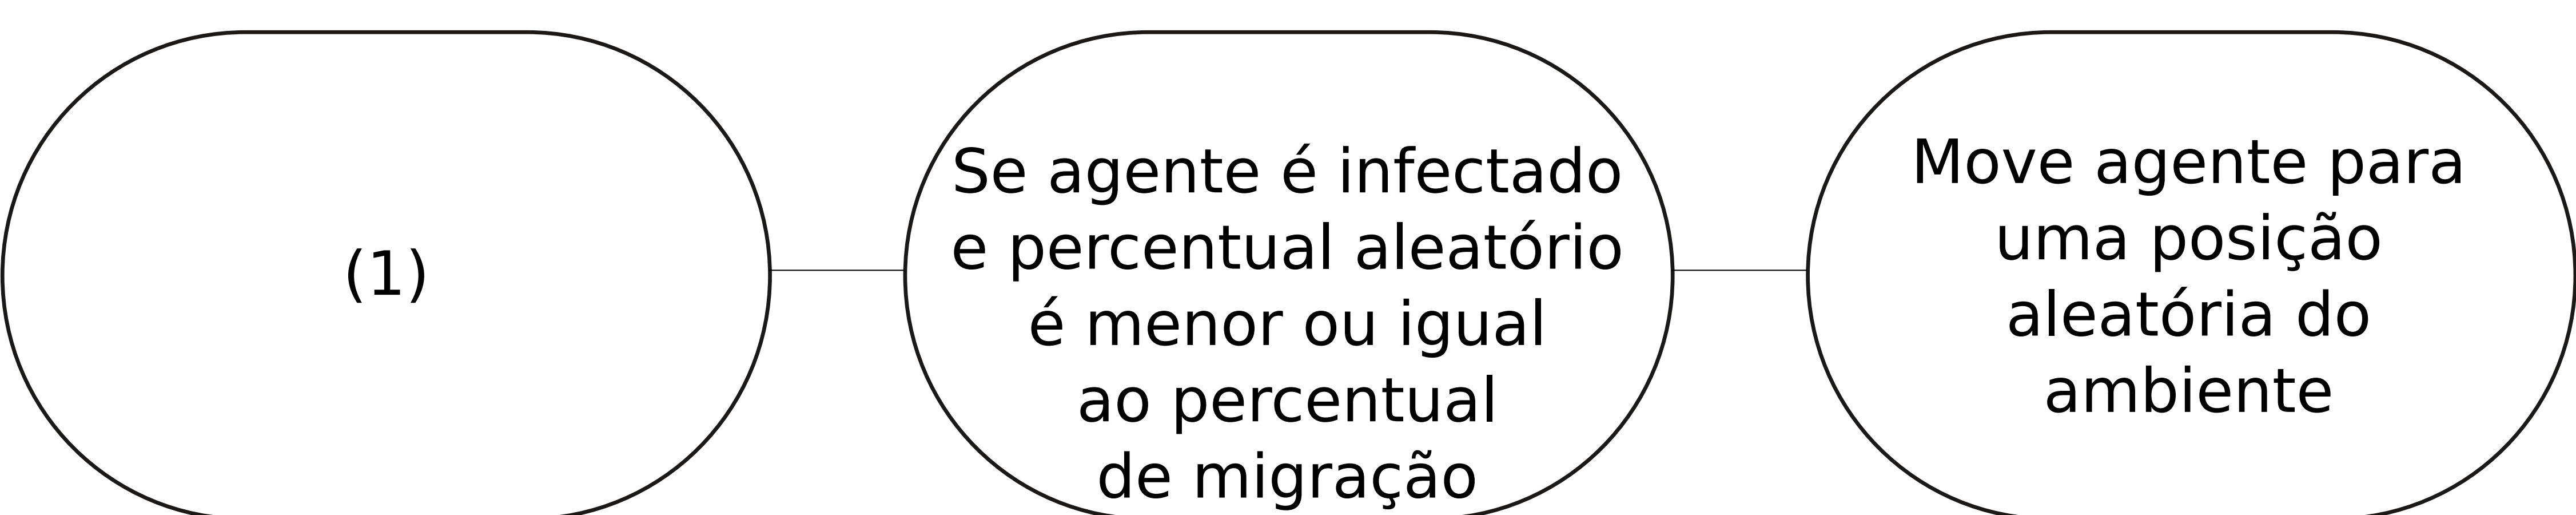 (1)
Se agente é infectado
e percentual aleatório
é menor ou igual
ao percentual
de migração
Move agente para
uma posição
aleatória do
ambiente